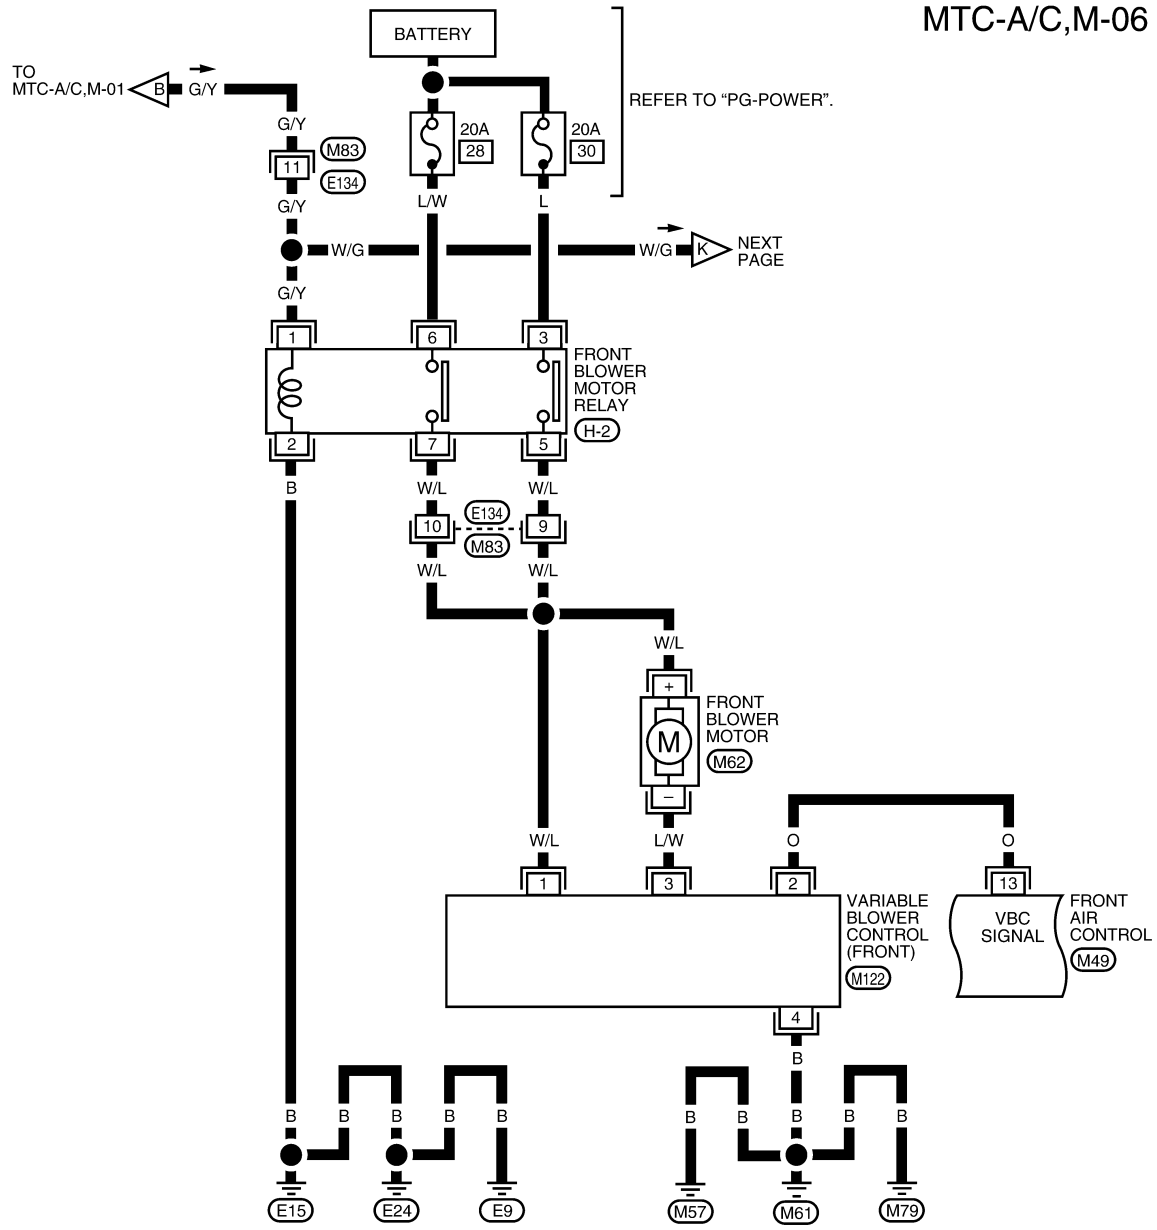 MTC-A/C,M-06
BATTERY
TO
MTC-A/C,M-01
B
G/Y
REFER TO “PG-POWER”.
G/Y
20A
28
20A
30
M83
11
E134
G/Y
L/W
L
W/G
W/G
K
NEXT
PAGE
G/Y
1
6
3
FRONT
BLOWER
MOTOR
RELAY
H-2
2
7
5
B
W/L
W/L
10
E134
9
M83
W/L
W/L
W/L
+
FRONT
BLOWER
MOTOR
M
M62
–
W/L
L/W
O
O
1
3
2
13
VARIABLE
BLOWER
CONTROL
(FRONT)
M122
VBC
SIGNAL
FRONT
AIR
CONTROL
M49
4
B
B
B
B
B
B
B
B
B
B
B
E15
E24
E9
M57
M61
M79